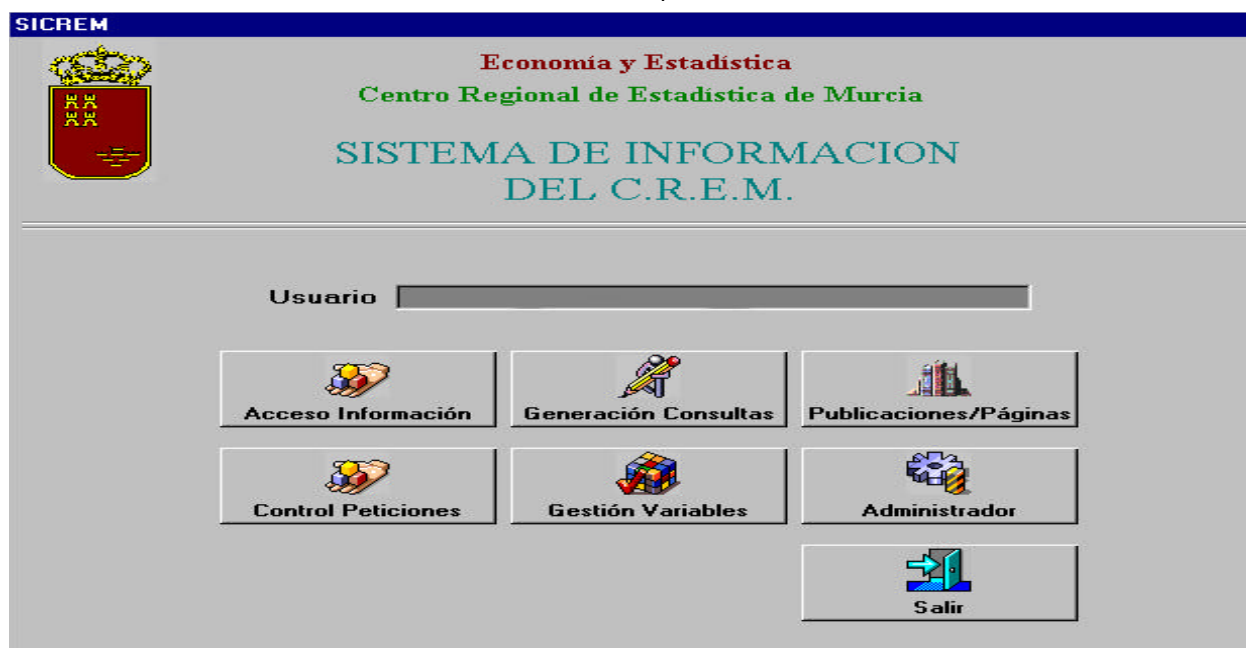 SICREM
Economía y Estadística
Centro Regional de Estadística de Murcia
SISTEMA DE INFORMACION
DEL C.R.E.M.
Usuario
Acceso Información
Generación Consultas
Publicaciones/Páginas
Control Peticiones
Gestión Variables
Administrador
Salir